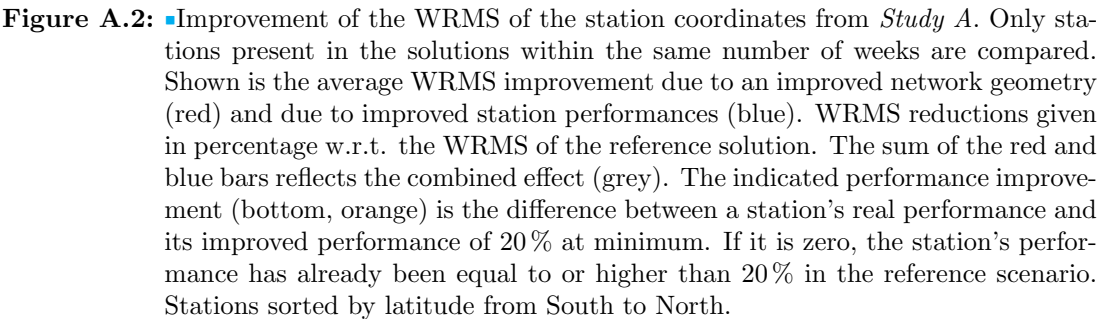 Figure A.2: Improvement of the WRMS of the station coordinates from Study A. Only sta-
tions present in the solutions within the same number of weeks are compared.
Shown is the average WRMS improvement due to an improved network geometry
(red) and due to improved station performances (blue). WRMS reductions given
in percentage w.r.t. the WRMS of the reference solution. The sum of the red and
blue bars reflects the combined effect (grey). The indicated performance improve-
ment (bottom, orange) is the difference between a station's real performance and
its improved performance of 20 % at minimum. If it is zero, the station's perfor-
mance has already been equal to or higher than 20 % in the reference scenario.
Stations sorted by latitude from South to North.